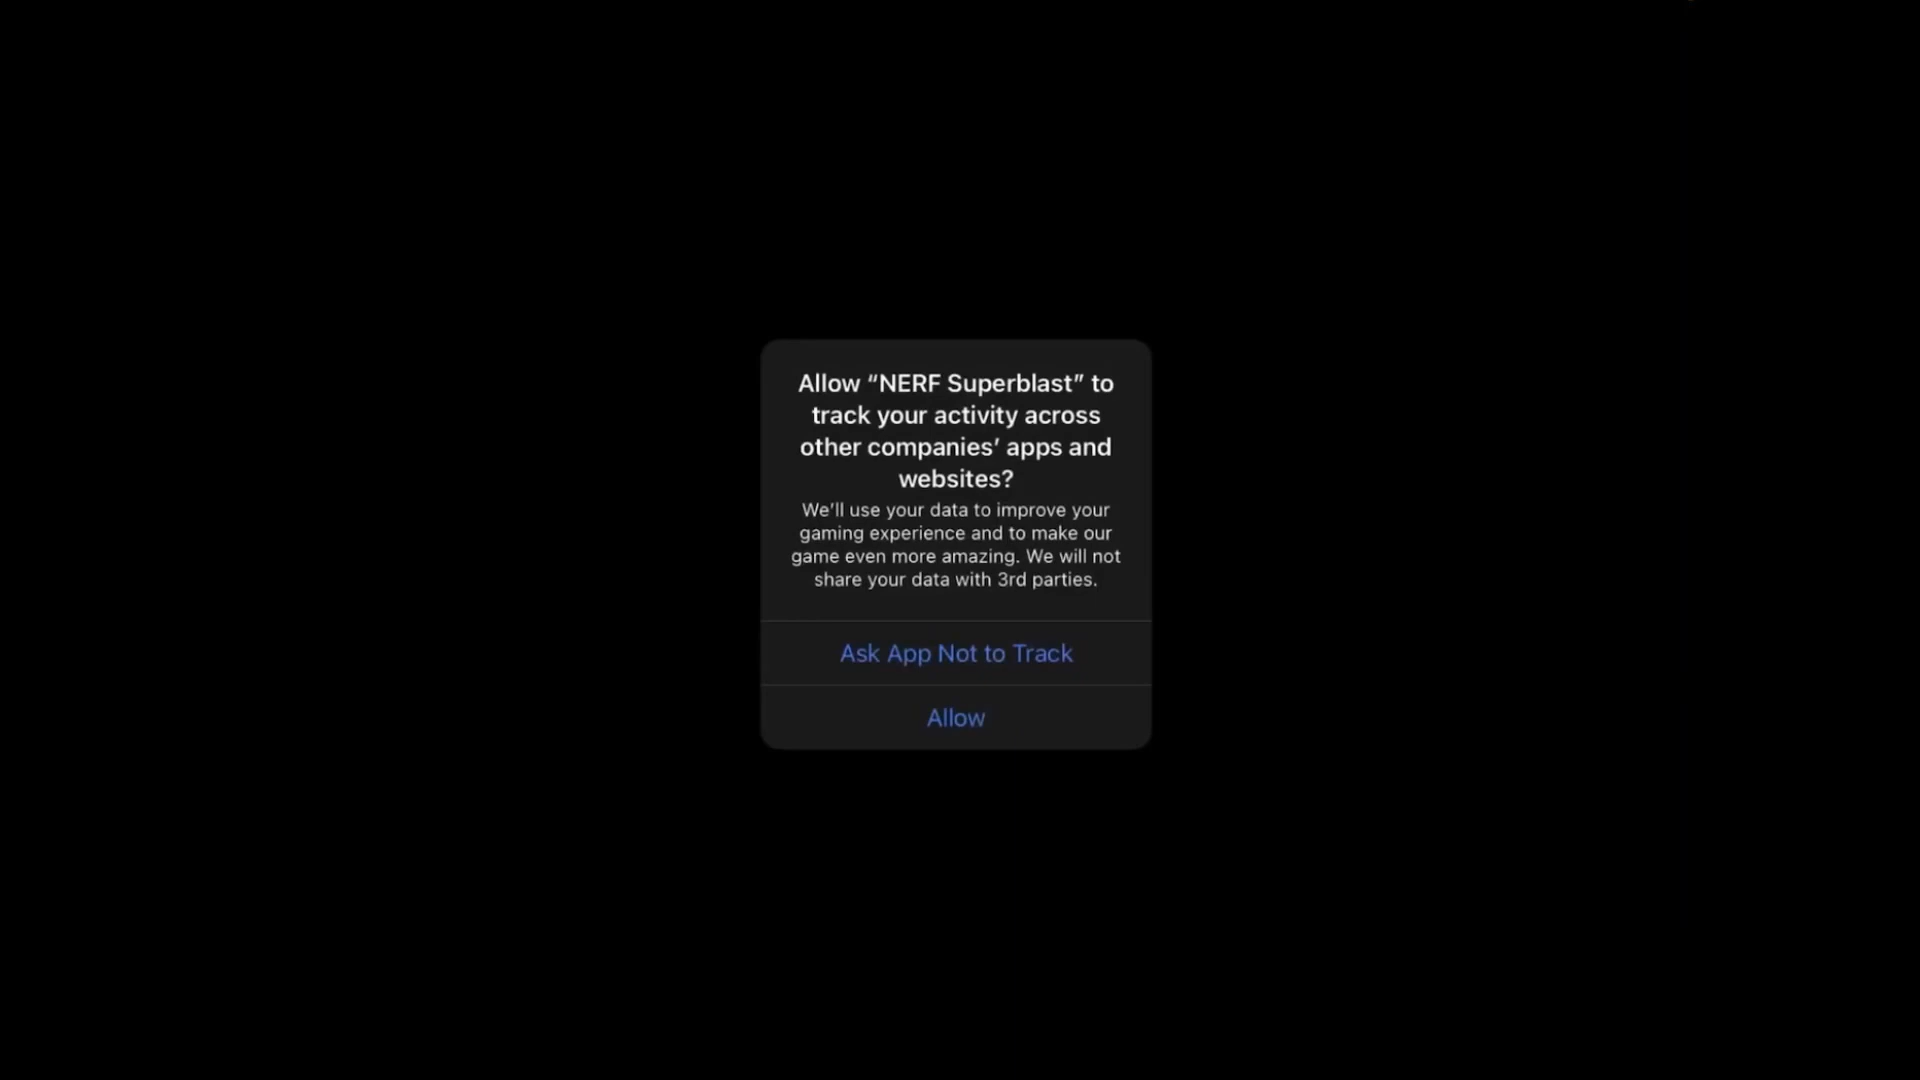 Allow “NERF Superblast” to
track your activity across
other companies’ apps and
websites?
We’ll use your data to improve your
gaming experience and to make our
game even more amazing. We will not
share your data with 3rd parties.
Ask App Not to Track
Allow